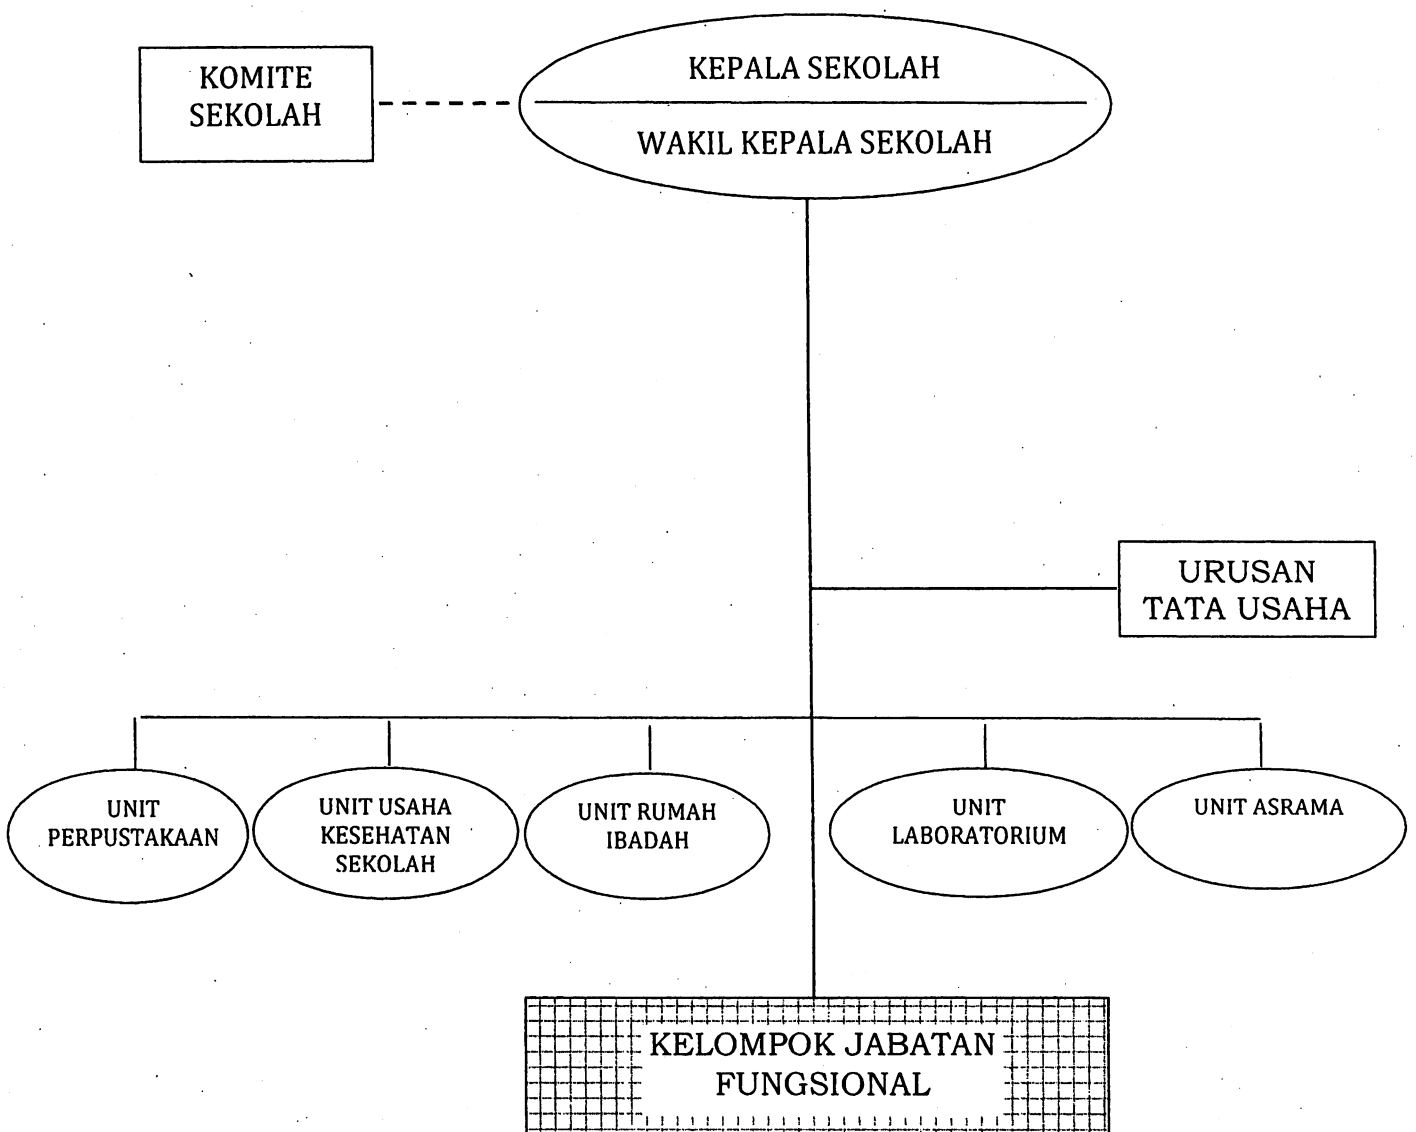 KOMITE
SEKOLAH
KEPALA SEKOLAH
WAKIL KEPALA SEKOLAH
URUSAN
TATA USAHA
UNIT
PERPUSTAKAAN
UNIT USAHA
KESEHATAN
SEKOLAH
UNIT RUMAH
IBADAH
UNIT
LABORATORIUM
UNIT ASRAMA
KELOMPOK JABATAN
FUNGSIONAL